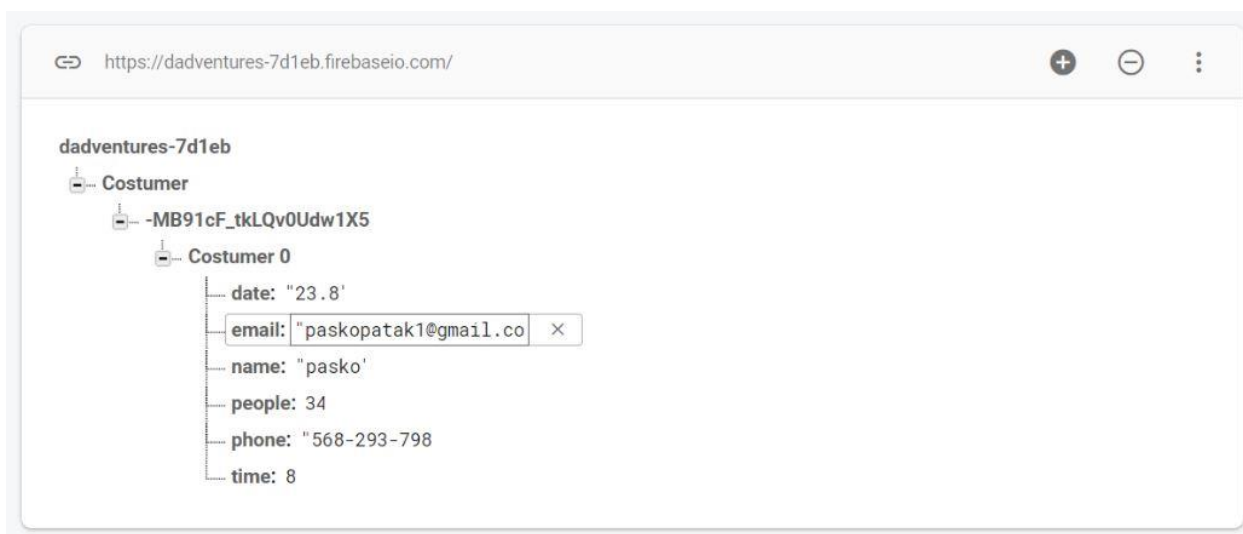 https://dadventures-7d1eb.firebaseio.com/
dadventures-7d1eb
Costumer
-MB91cF_tkLQv0Udw1X5
Costumer 0
date: "23.8'
email: "paskopatak1@gmail.co
name: "pasko'
people: 34
phone: "568-293-798
time: 8